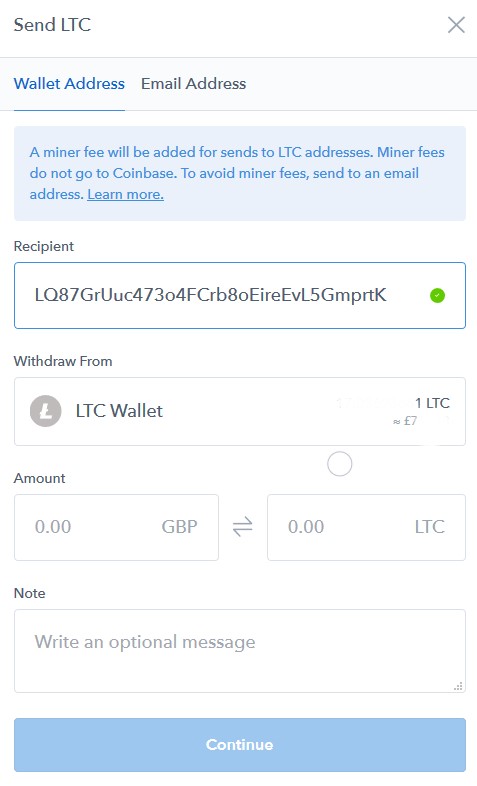 Send LTC
Wallet Address Email Address
A miner fee will be added for sends to LTC addresses. Miner fees
do not go to Coinbase. To avoid miner fees, send to an email
address. Learn more.
Recipient
LQ87GrUuc473o4FCrb8oEireEvL5GmprtK
Withdraw From
LTC Wallet 1 LTC
≈ £7
Amount
0.00 GBP 0.00 LTC
Note
Write an optional message
Continue